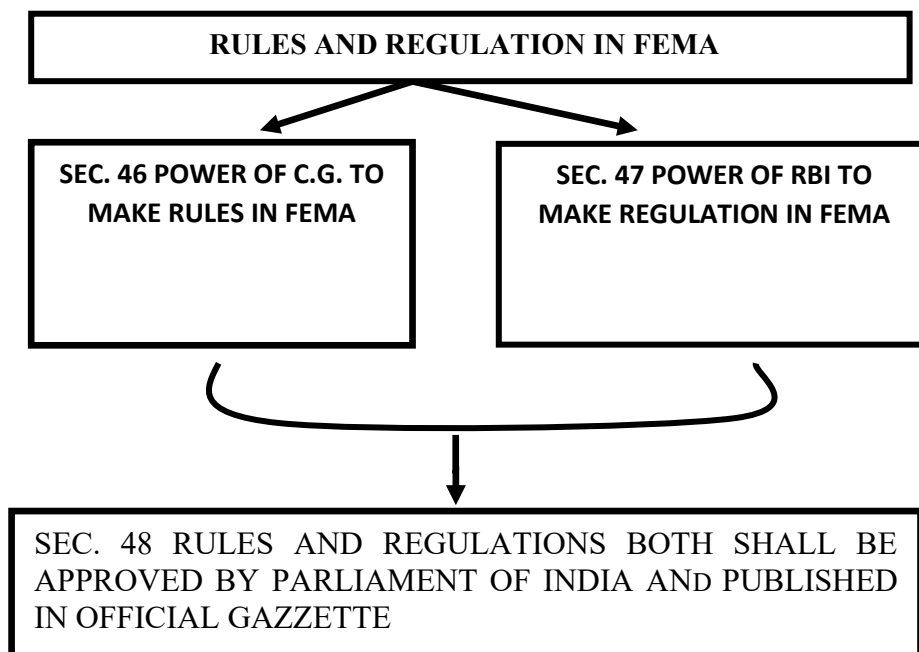 RULES AND REGULATION IN FEMA
SEC. 46 POWER OF C.G. TO
MAKE RULES IN FEMA
SEC. 47 POWER OF RBI TO
MAKE REGULATION IN FEMA
SEC. 48 RULES AND REGULATIONS BOTH SHALL BE
APPROVED BY PARLIAMENT OF INDIA AND PUBLISHED
IN OFFICIAL GAZZETTE